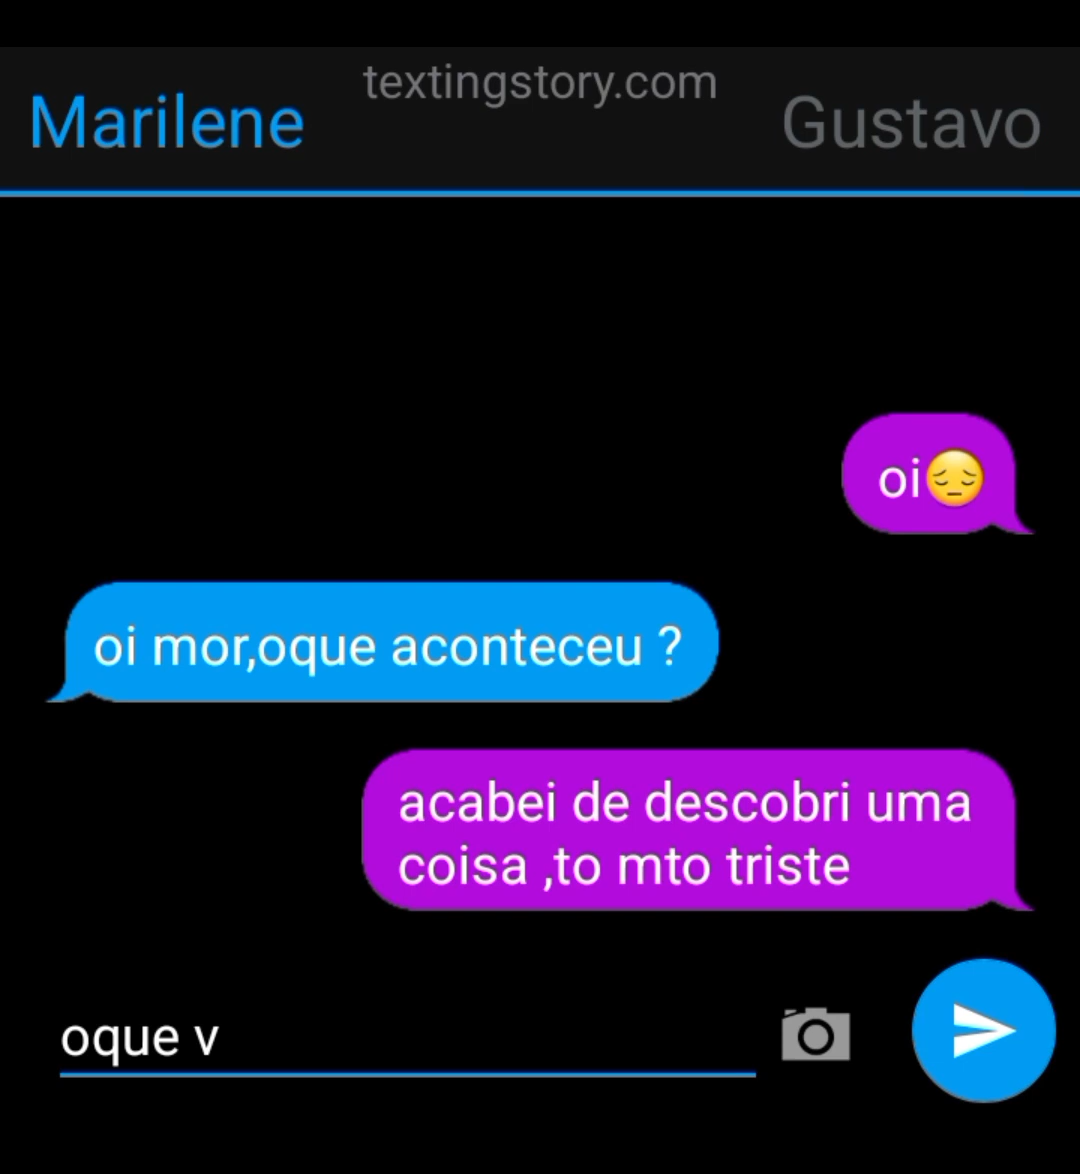 textingstory.com
Marilene
Gustavo
oi😔
oi mor,oque aconteceu ?
acabei de descobri uma
coisa ,to mto triste
oque v